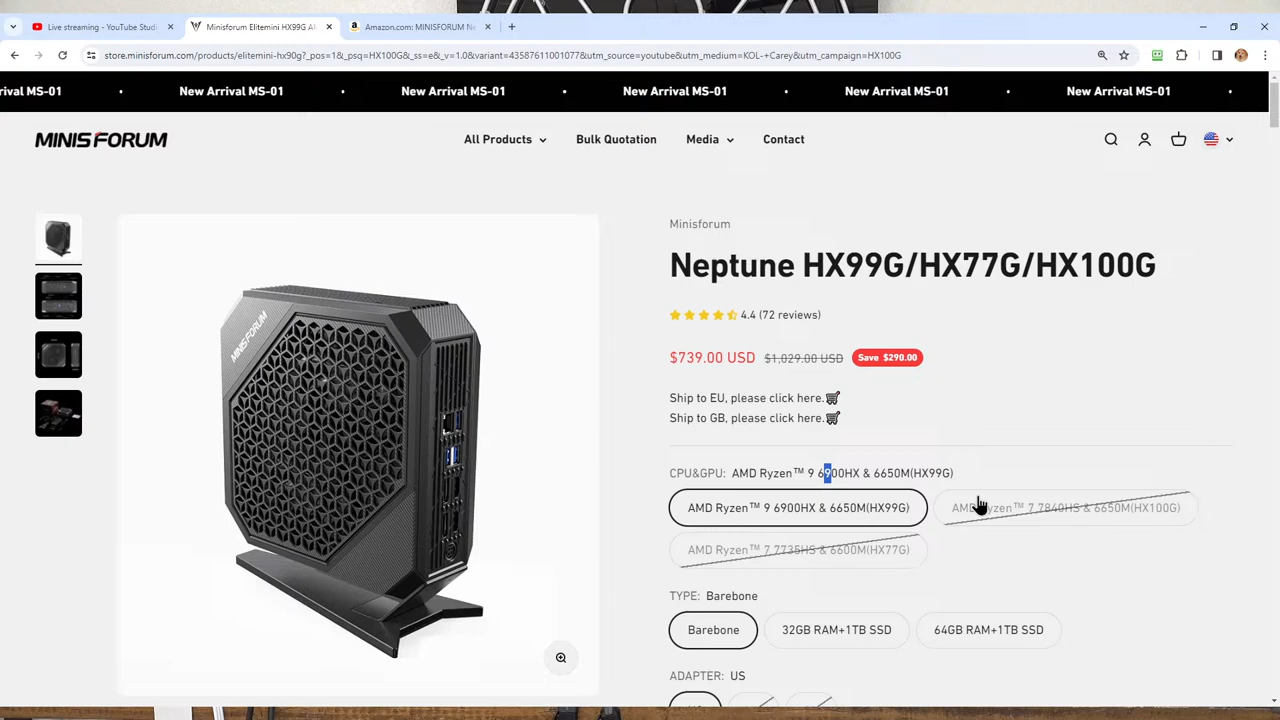 Live streaming - YouTube Studi
Minisforum Elitemini HX99G A
Amazon.com: MINISFORUM Ne
store.minisforum.com/products/elitemini-hx90g?_pos=1&_psq=HX100G&_ss=e&_v=1.0&variant=43587611001077&utm_source=youtube&utm_medium=KOL-+Carey&utm_campaign=HX100G
rival MS-01 • New Arrival MS-01 • New Arrival MS-01 • New Arrival MS-01 • New Arrival MS-01 • New Arrival MS-01 •
MINISFORUM
All Products
Bulk Quotation
Media
Contact
Minisforum
Neptune HX99G/HX77G/HX100G
4.4 (72 reviews)
$739.00 USD $1,029.00 USD Save $290.00
Ship to EU, please click here.
Ship to GB, please click here.
CPU&GPU: AMD Ryzen™ 9 6900HX & 6650M(HX99G)
AMD Ryzen™ 9 6900HX & 6650M(HX99G)
AMD Ryzen™ 7 7840HS & 6650M(HX100G)
AMD Ryzen™ 7 7735HS & 6600M(HX77G)
TYPE: Barebone
Barebone
32GB RAM+1TB SSD
64GB RAM+1TB SSD
ADAPTER: US
MINISFORUM